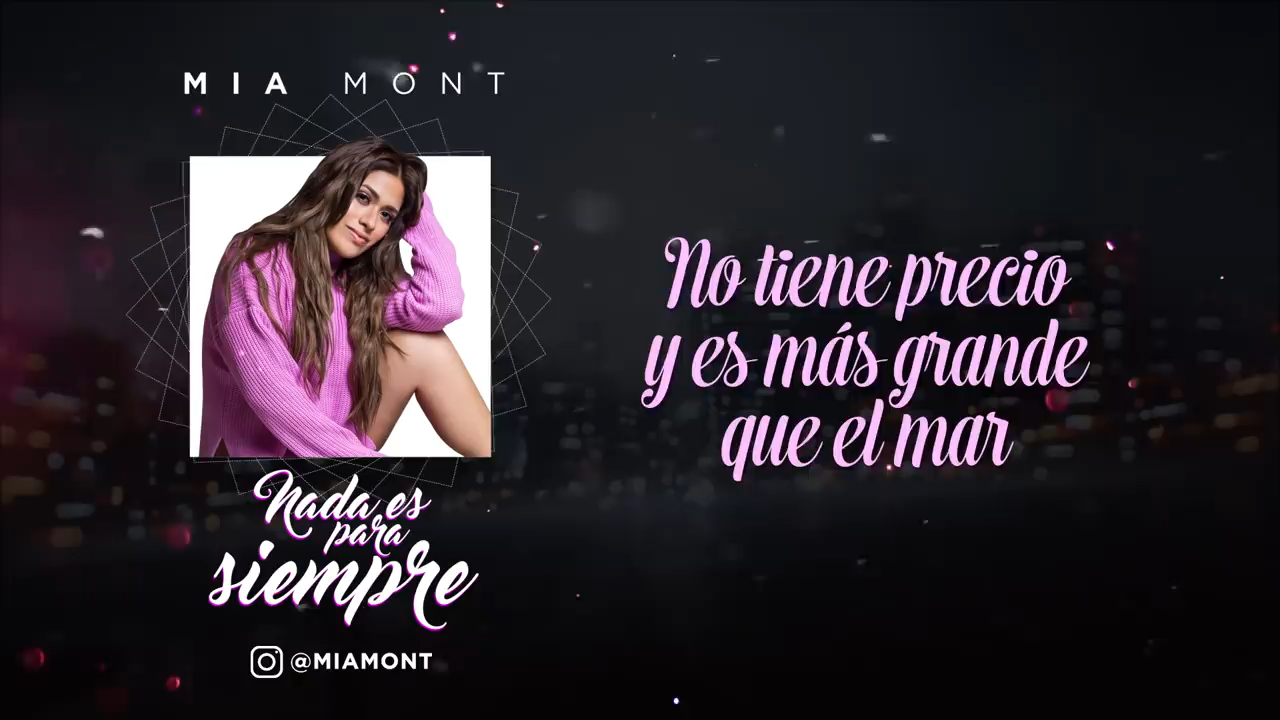 MIA MONT
Nada es
para
siempre
@MIAMONT
No tiene precio
y es más grande
que el mar